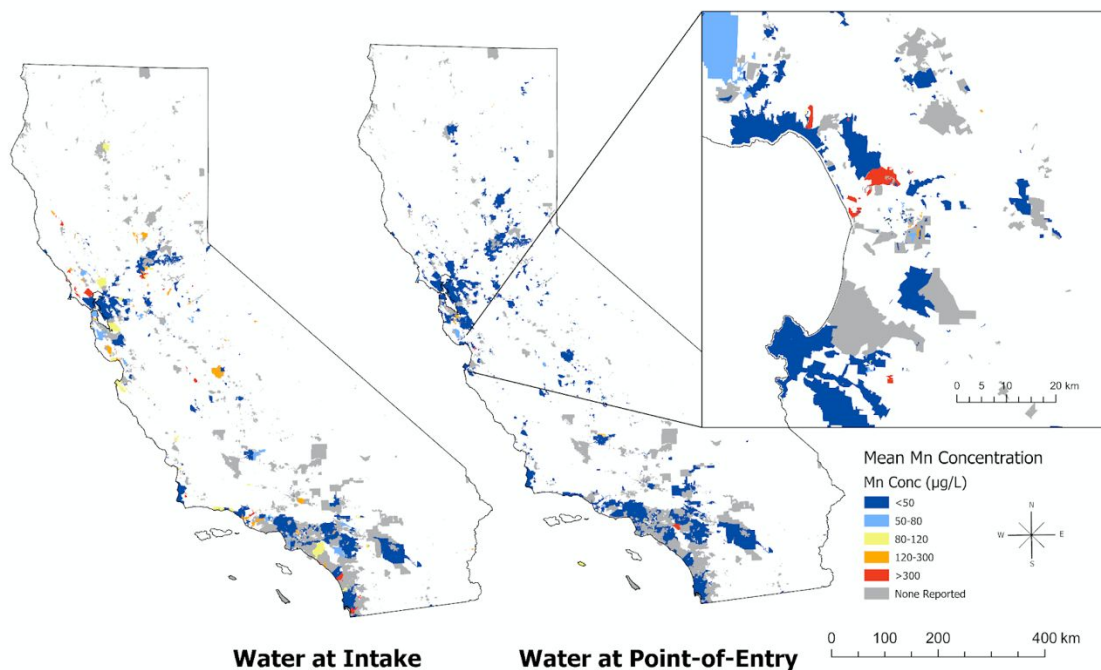 0 5 10 20 km
Mean Mn Concentration
Mn Conc (µg/L)
<50
50-80
80-120
120-300
>300
None Reported
N
W E
S
0 100 200 400 km
Water at Intake
Water at Point-of-Entry